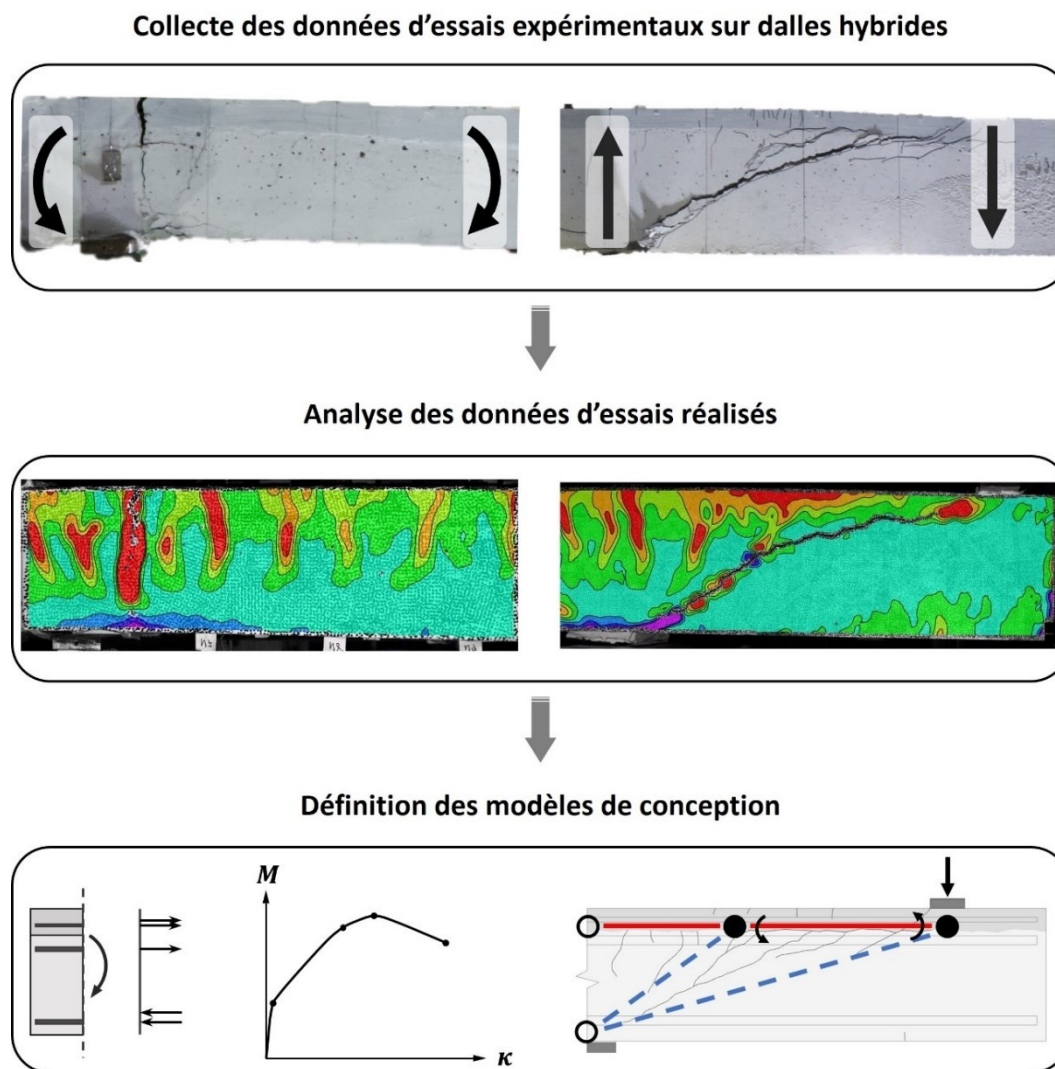 Collecte des données d’essais expérimentaux sur dalles hybrides
Analyse des données d’essais réalisés
Définition des modèles de conception
M
κ